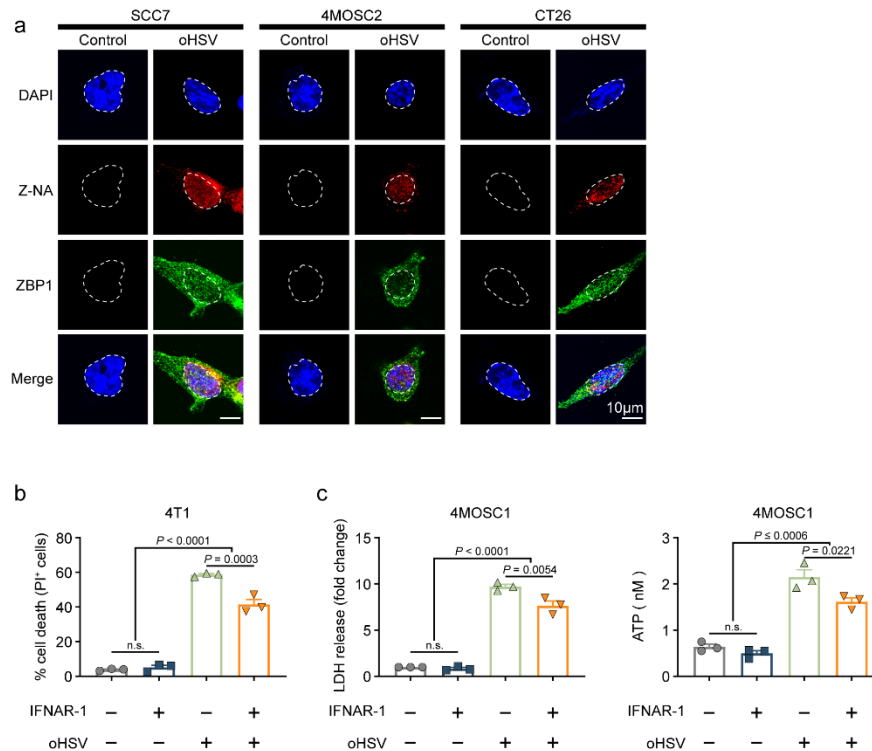 a
SCC7 4MOSC2 CT26
Control oHSV Control oHSV Control oHSV
DAPI
Z-NA
ZBP1
Merge
10μm
b
4T1
% cell death (PI⁺ cells)
80
60
40
20
0
P < 0.0001
P = 0.0003
n.s.
IFNAR-1 − + − +
oHSV − − + +
c
4MOSC1
LDH release (fold change)
15
10
5
0
P < 0.0001
P = 0.0054
n.s.
− + − +
− − + +
4MOSC1
ATP ( nM )
3
2
1
0
P ≤ 0.0006
P = 0.0221
n.s.
IFNAR-1 − + − +
oHSV − − + +